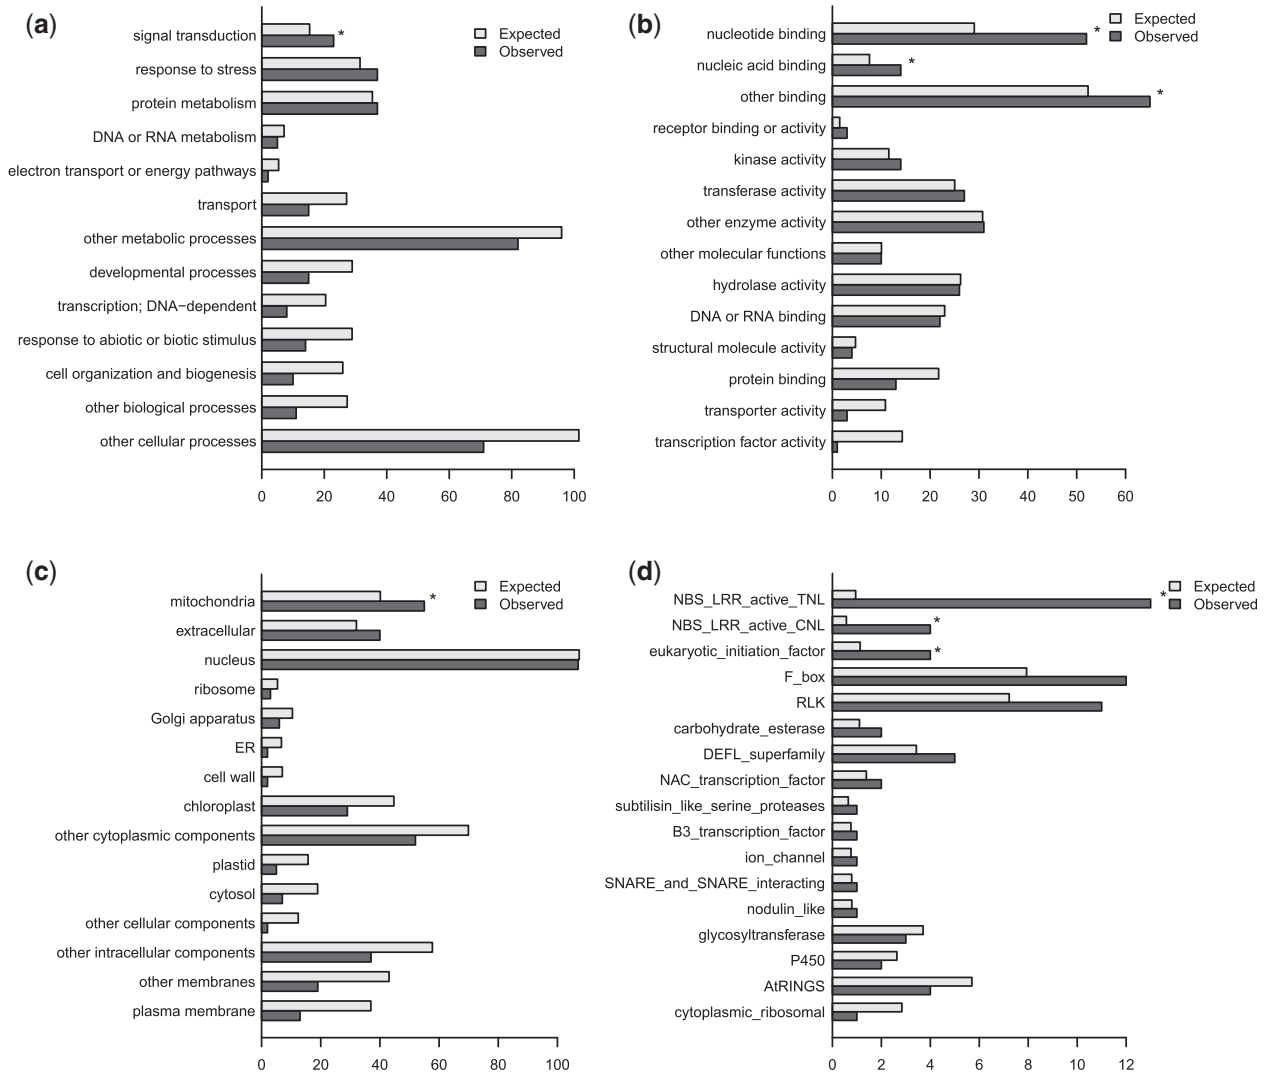 (a)
Expected
Observed
signal transduction *
response to stress
protein metabolism
DNA or RNA metabolism
electron transport or energy pathways
transport
other metabolic processes
developmental processes
transcription; DNA−dependent
response to abiotic or biotic stimulus
cell organization and biogenesis
other biological processes
other cellular processes
0 20 40 60 80 100
(b)
Expected
Observed
nucleotide binding *
nucleic acid binding *
other binding *
receptor binding or activity
kinase activity
transferase activity
other enzyme activity
other molecular functions
hydrolase activity
DNA or RNA binding
structural molecule activity
protein binding
transporter activity
transcription factor activity
0 10 20 30 40 50 60
(c)
Expected
Observed
mitochondria *
extracellular
nucleus
ribosome
Golgi apparatus
ER
cell wall
chloroplast
other cytoplasmic components
plastid
cytosol
other cellular components
other intracellular components
other membranes
plasma membrane
0 20 40 60 80 100
(d)
Expected
Observed
NBS_LRR_active_TNL *
NBS_LRR_active_CNL *
eukaryotic_initiation_factor *
F_box
RLK
carbohydrate_esterase
DEFL_superfamily
NAC_transcription_factor
subtilisin_like_serine_proteases
B3_transcription_factor
ion_channel
SNARE_and_SNARE_interacting
nodulin_like
glycosyltransferase
P450
AtRINGS
cytoplasmic_ribosomal
0 2 4 6 8 10 12